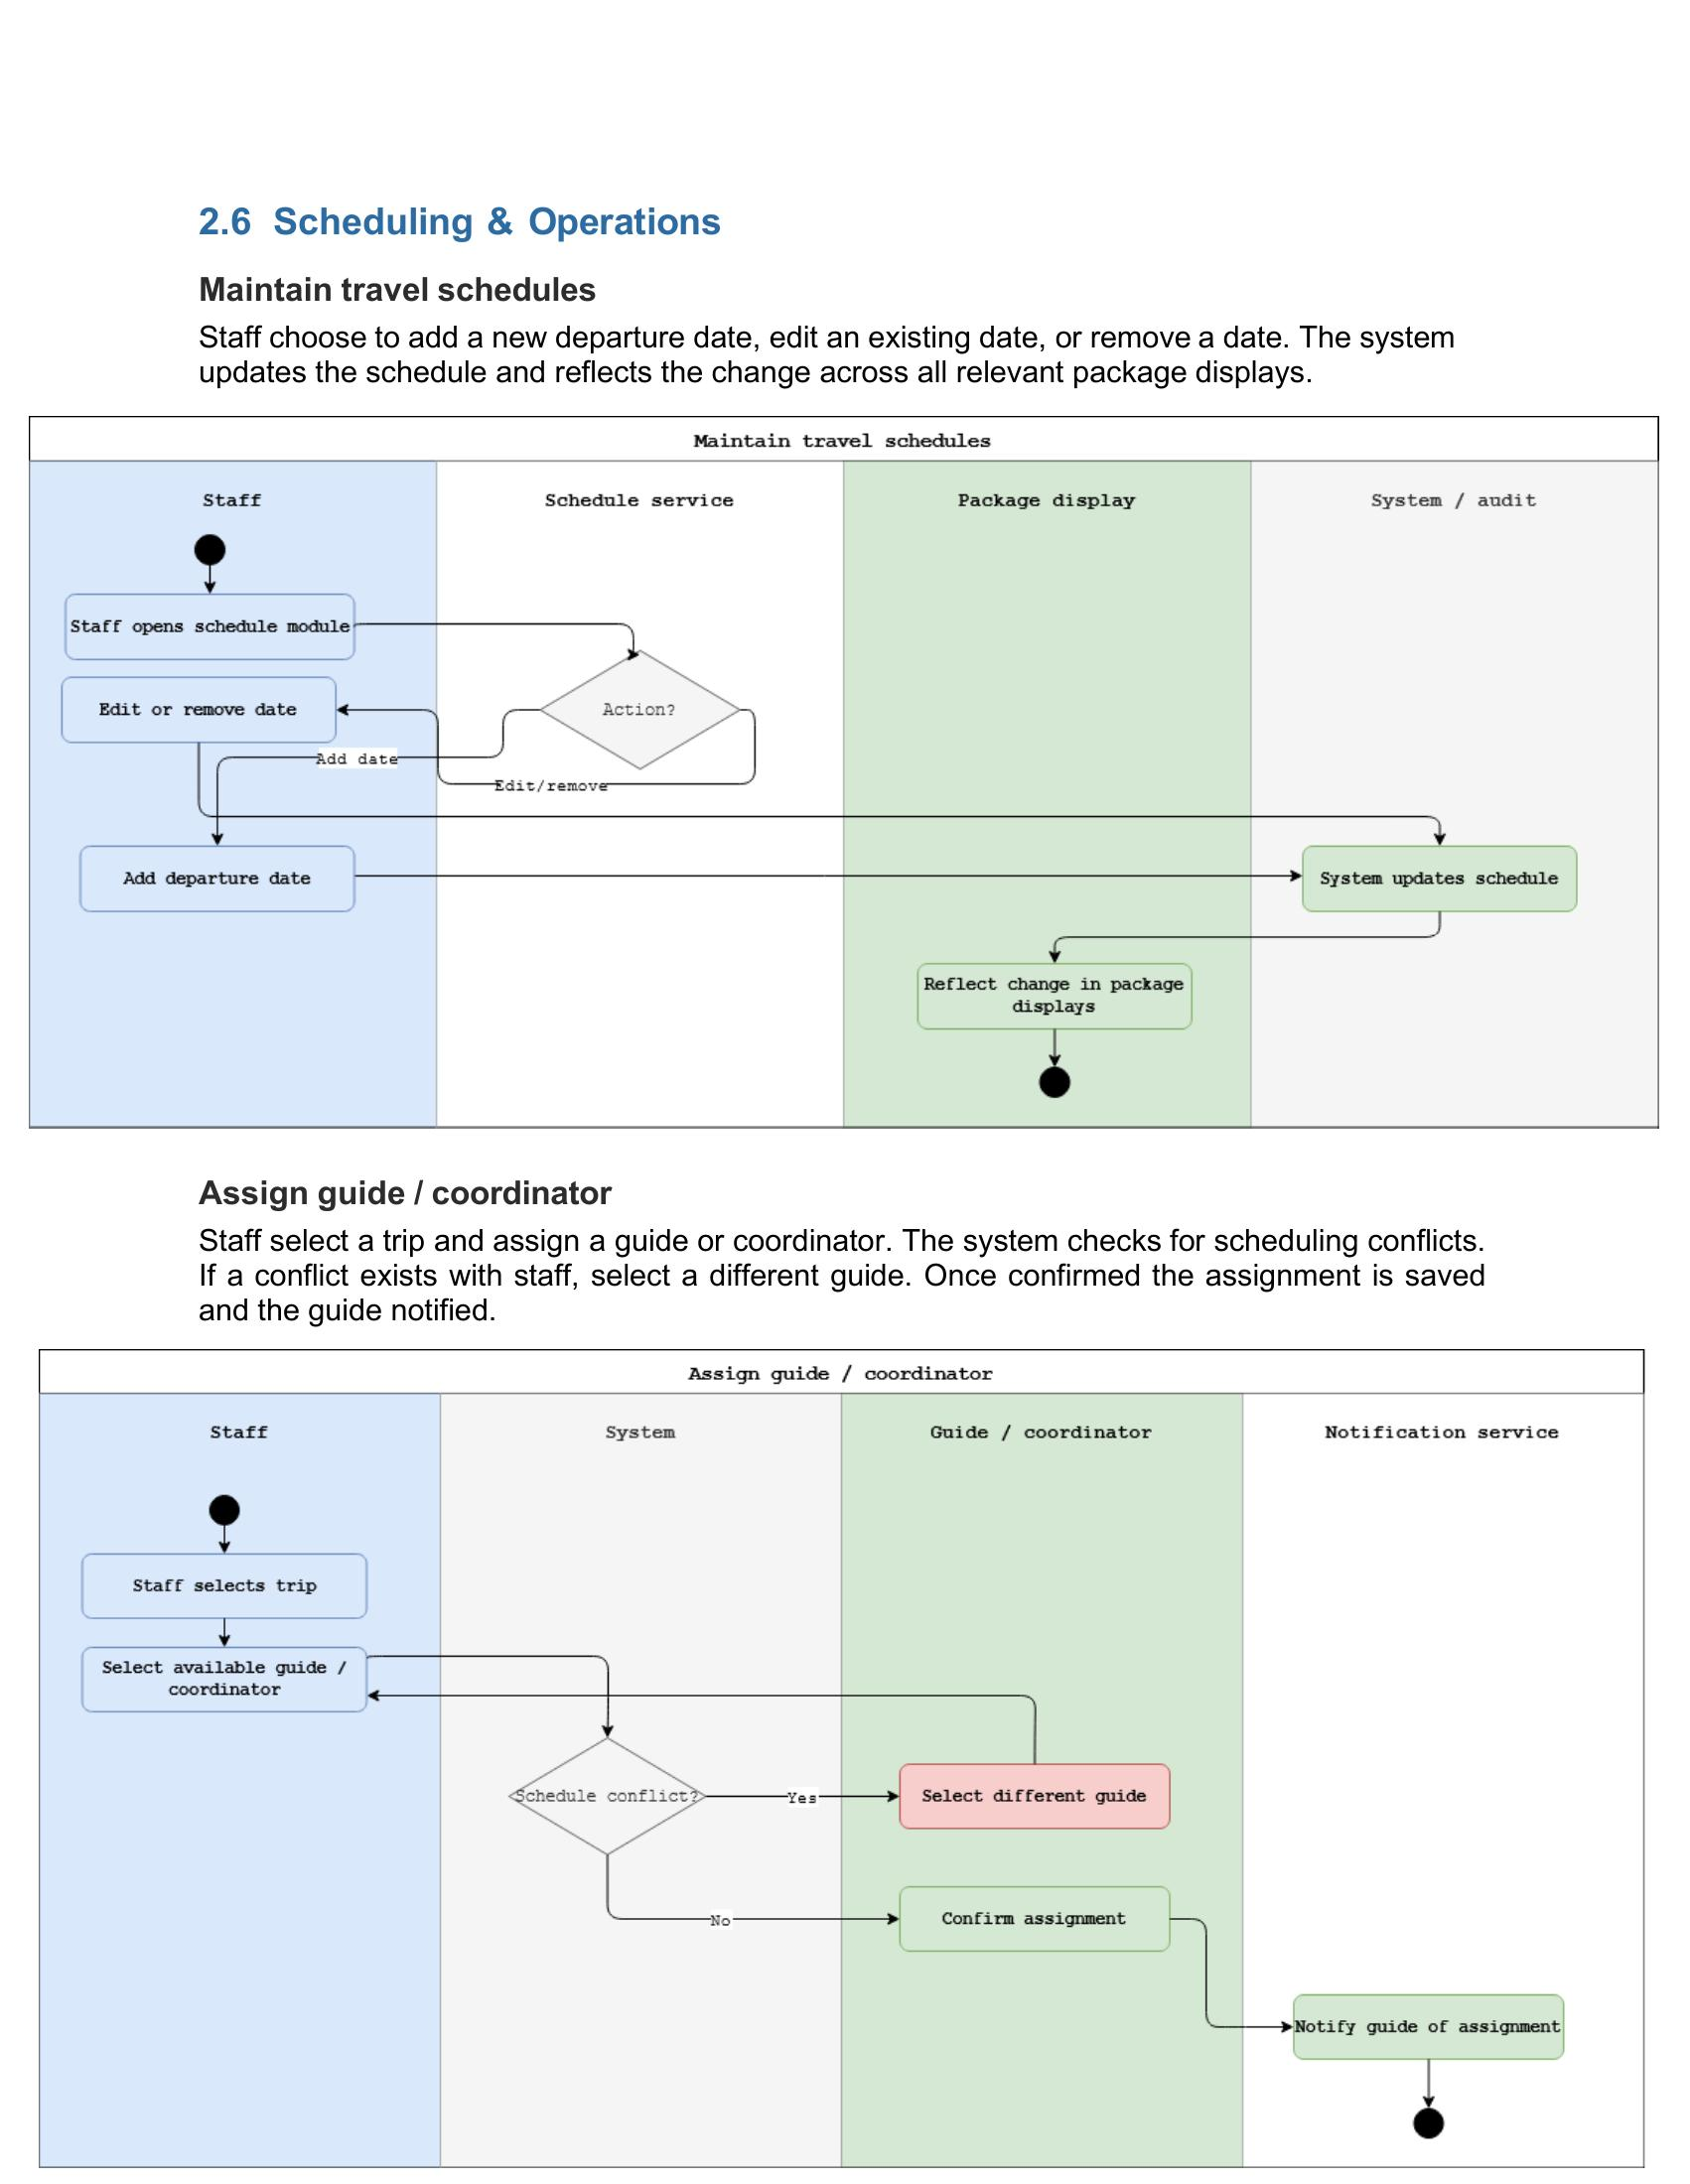 2.6 Scheduling & Operations
Maintain travel schedules
Staff choose to add a new departure date, edit an existing date, or remove a date. The system
updates the schedule and reflects the change across all relevant package displays.
Maintain travel schedules
Staff
Schedule service
Package display
System / audit
Staff opens schedule module
Edit or remove date
Action?
Add date
Edit/remove
Add departure date
System updates schedule
Reflect change in package
displays
Assign guide / coordinator
Staff select a trip and assign a guide or coordinator. The system checks for scheduling conflicts.
If a conflict exists with staff, select a different guide. Once confirmed the assignment is saved
and the guide notified.
Assign guide / coordinator
Staff
System
Guide / coordinator
Notification service
Staff selects trip
Select available guide /
coordinator
Schedule conflict?
Yes
Select different guide
No
Confirm assignment
Notify guide of assignment